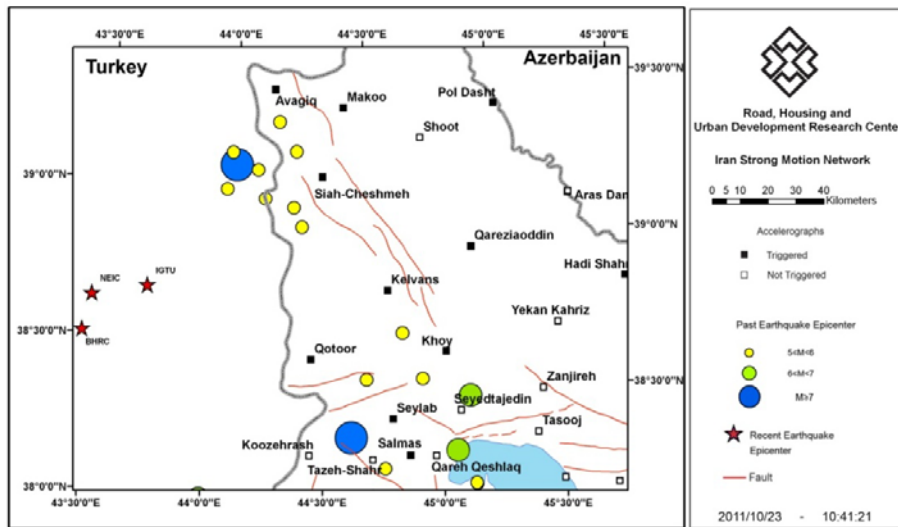 43°30'0"E 44°0'0"E 44°30'0"E 45°0'0"E
Turkey
Azerbaijan
39°30'0"N
Avagiq
Makoo
Pol Dasht
Shoot
39°0'0"N
Siah-Cheshmeh
Aras Dam
39°0'0"N
Qareziaoddin
Hadi Shahr
NEIC
IGTU
Kelvans
Yekan Kahriz
38°30'0"N
BHRC
Khoy
Qotoor
38°30'0"N
Zanjireh
Seyedtajedin
Seylab
Tasooj
Koozehrash
Salmas
Tazeh-Shahr
Qareh Qeshlaq
38°0'0"N
43°30'0"E 44°0'0"E 44°30'0"E 45°0'0"E 45°30'0"E
Road, Housing and
Urban Development Research Center
Iran Strong Motion Network
0 5 10 20 30 40
Kilometers
Accelerographs
Triggered
Not Triggered
Past Earthquake Epicenter
5<M<6
6<M<7
M≥7
Recent Earthquake
Epicenter
Fault
2011/10/23 - 10:41:21